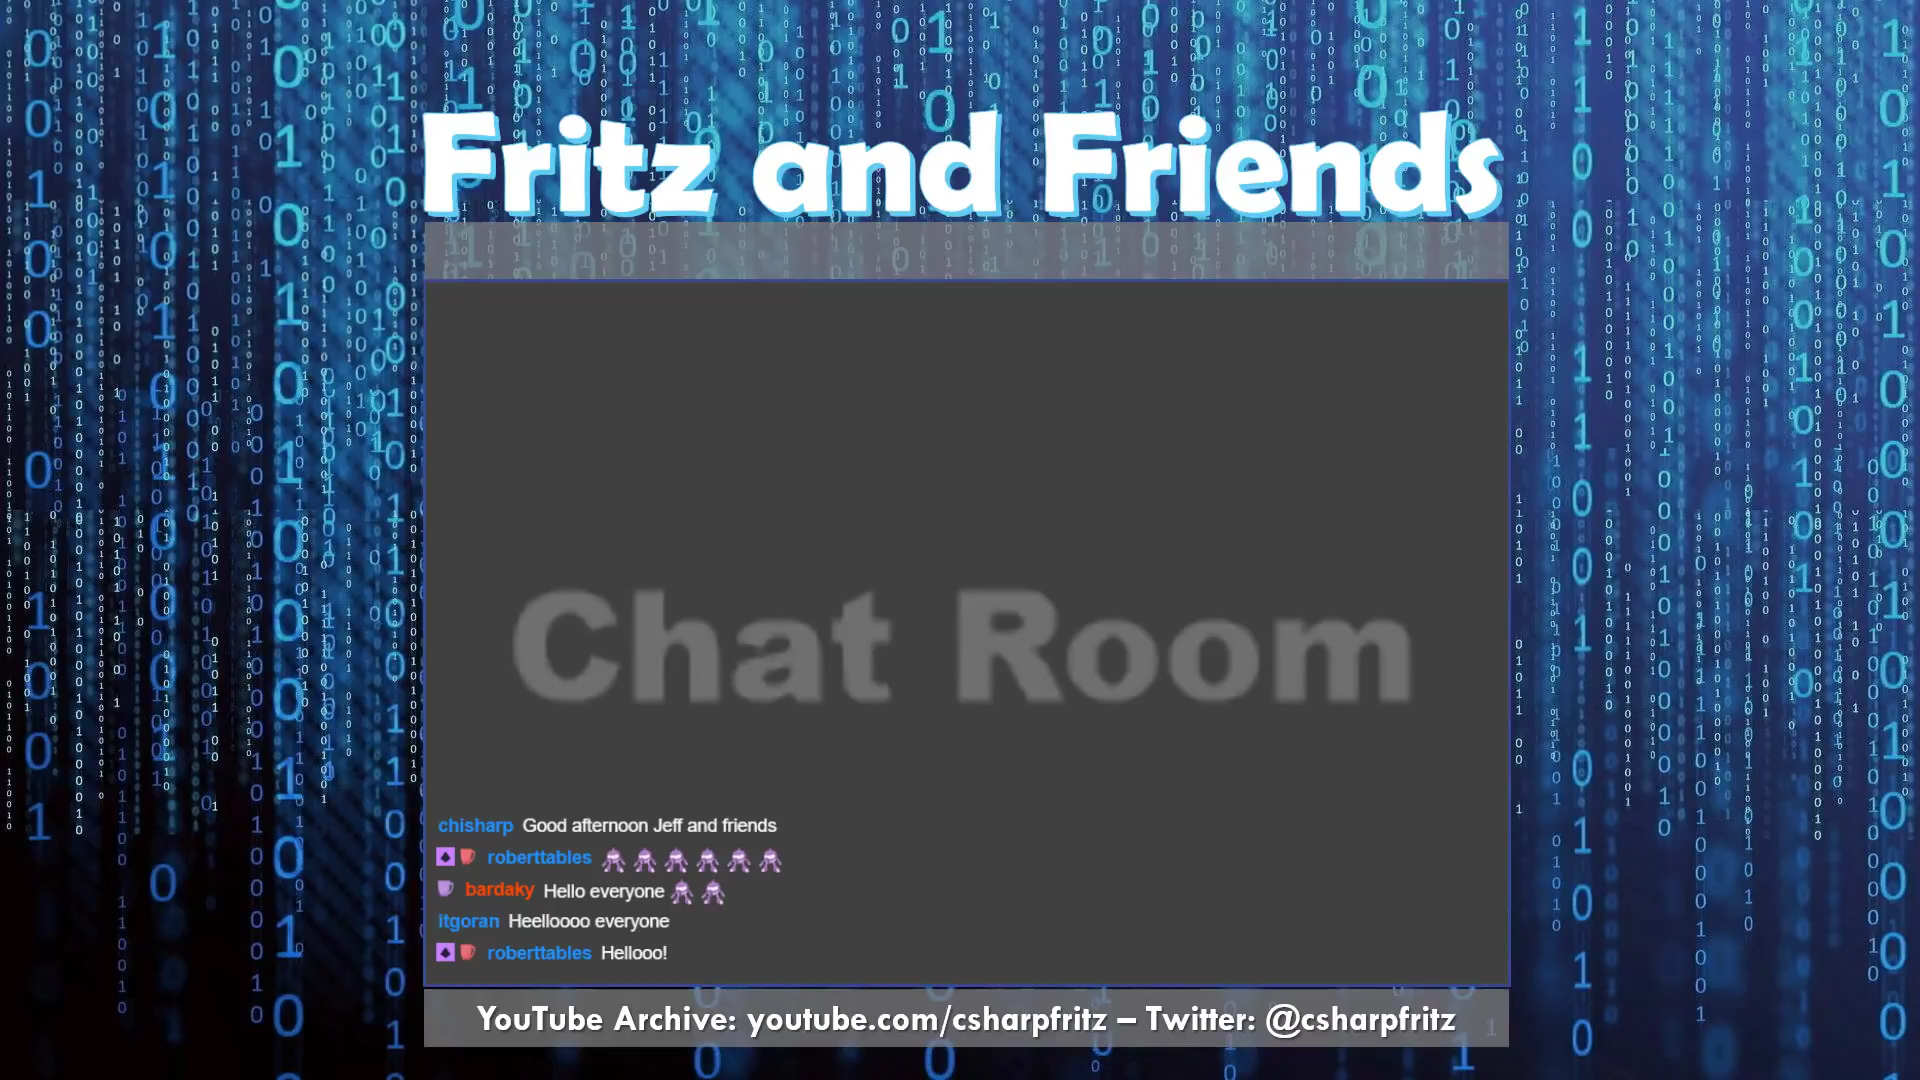 Fritz and Friends
Chat Room
chisharp Good afternoon Jeff and friends
roberttables
bardaky Hello everyone
itgoran Heelloooo everyone
roberttables Hellooo!
YouTube Archive: youtube.com/csharpfritz – Twitter: @csharpfritz